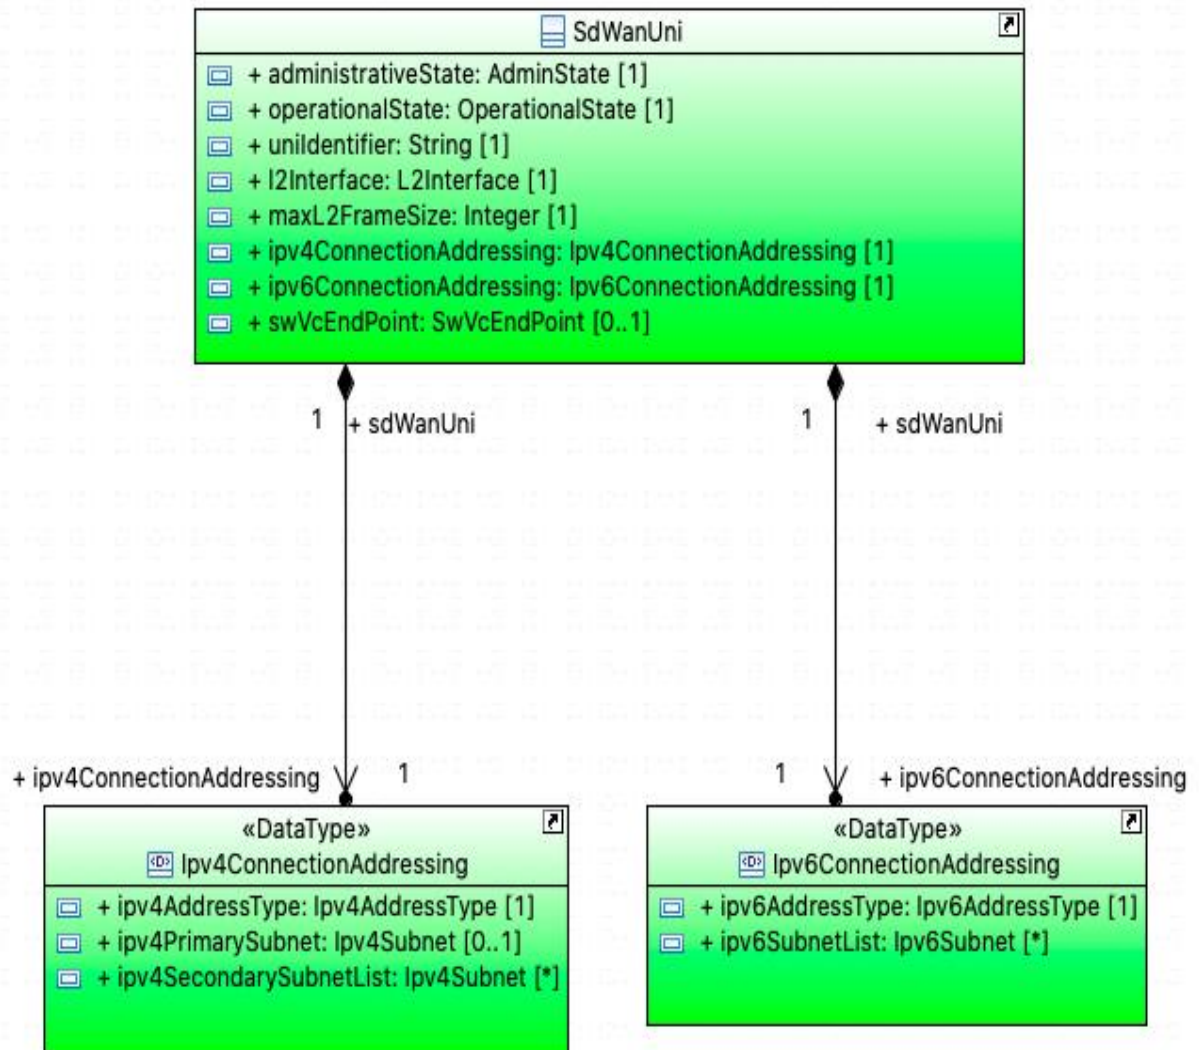 SdWanUni
+ administrativeState: AdminState [1]
+ operationalState: OperationalState [1]
+ uniIdentifier: String [1]
+ l2Interface: L2Interface [1]
+ maxL2FrameSize: Integer [1]
+ ipv4ConnectionAddressing: Ipv4ConnectionAddressing [1]
+ ipv6ConnectionAddressing: Ipv6ConnectionAddressing [1]
+ swVcEndPoint: SwVcEndPoint [0..1]
1 + sdWanUni
1 + sdWanUni
+ ipv4ConnectionAddressing 1
1 + ipv6ConnectionAddressing
«DataType»
<D> Ipv4ConnectionAddressing
+ ipv4AddressType: Ipv4AddressType [1]
+ ipv4PrimarySubnet: Ipv4Subnet [0..1]
+ ipv4SecondarySubnetList: Ipv4Subnet [*]
«DataType»
<D> Ipv6ConnectionAddressing
+ ipv6AddressType: Ipv6AddressType [1]
+ ipv6SubnetList: Ipv6Subnet [*]